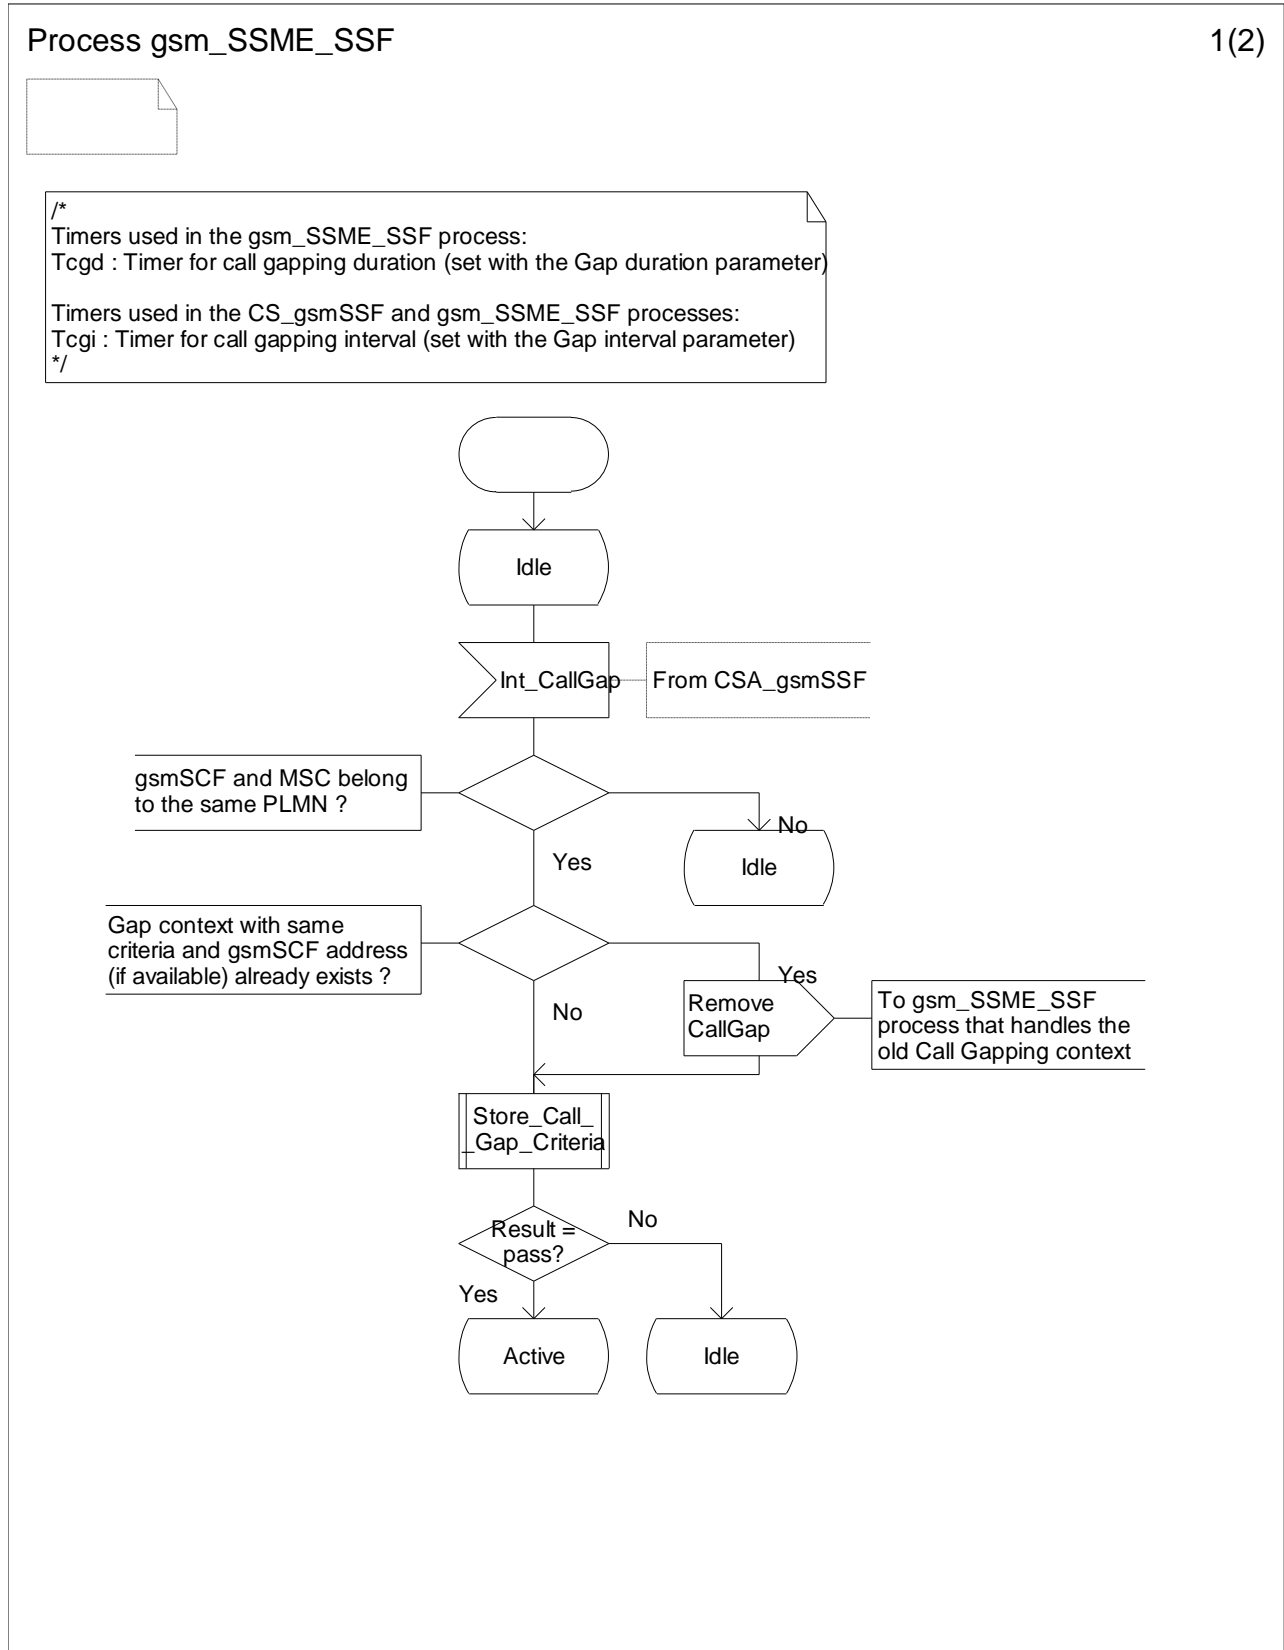 Process gsm_SSME_SSF
1(2)
/*
Timers used in the gsm_SSME_SSF process:
Tcgd : Timer for call gapping duration (set with the Gap duration parameter)
Timers used in the CS_gsmSSF and gsm_SSME_SSF processes:
Tcgi : Timer for call gapping interval (set with the Gap interval parameter)
*/
Idle
Int_CallGap
From CSA_gsmSSF
gsmSCF and MSC belong
to the same PLMN ?
No
Yes
Idle
Gap context with same
criteria and gsmSCF address
(if available) already exists ?
Yes
No
Remove
CallGap
To gsm_SSME_SSF
process that handles the
old Call Gapping context
Store_Call_
_Gap_Criteria
Result =
pass?
No
Yes
Active
Idle